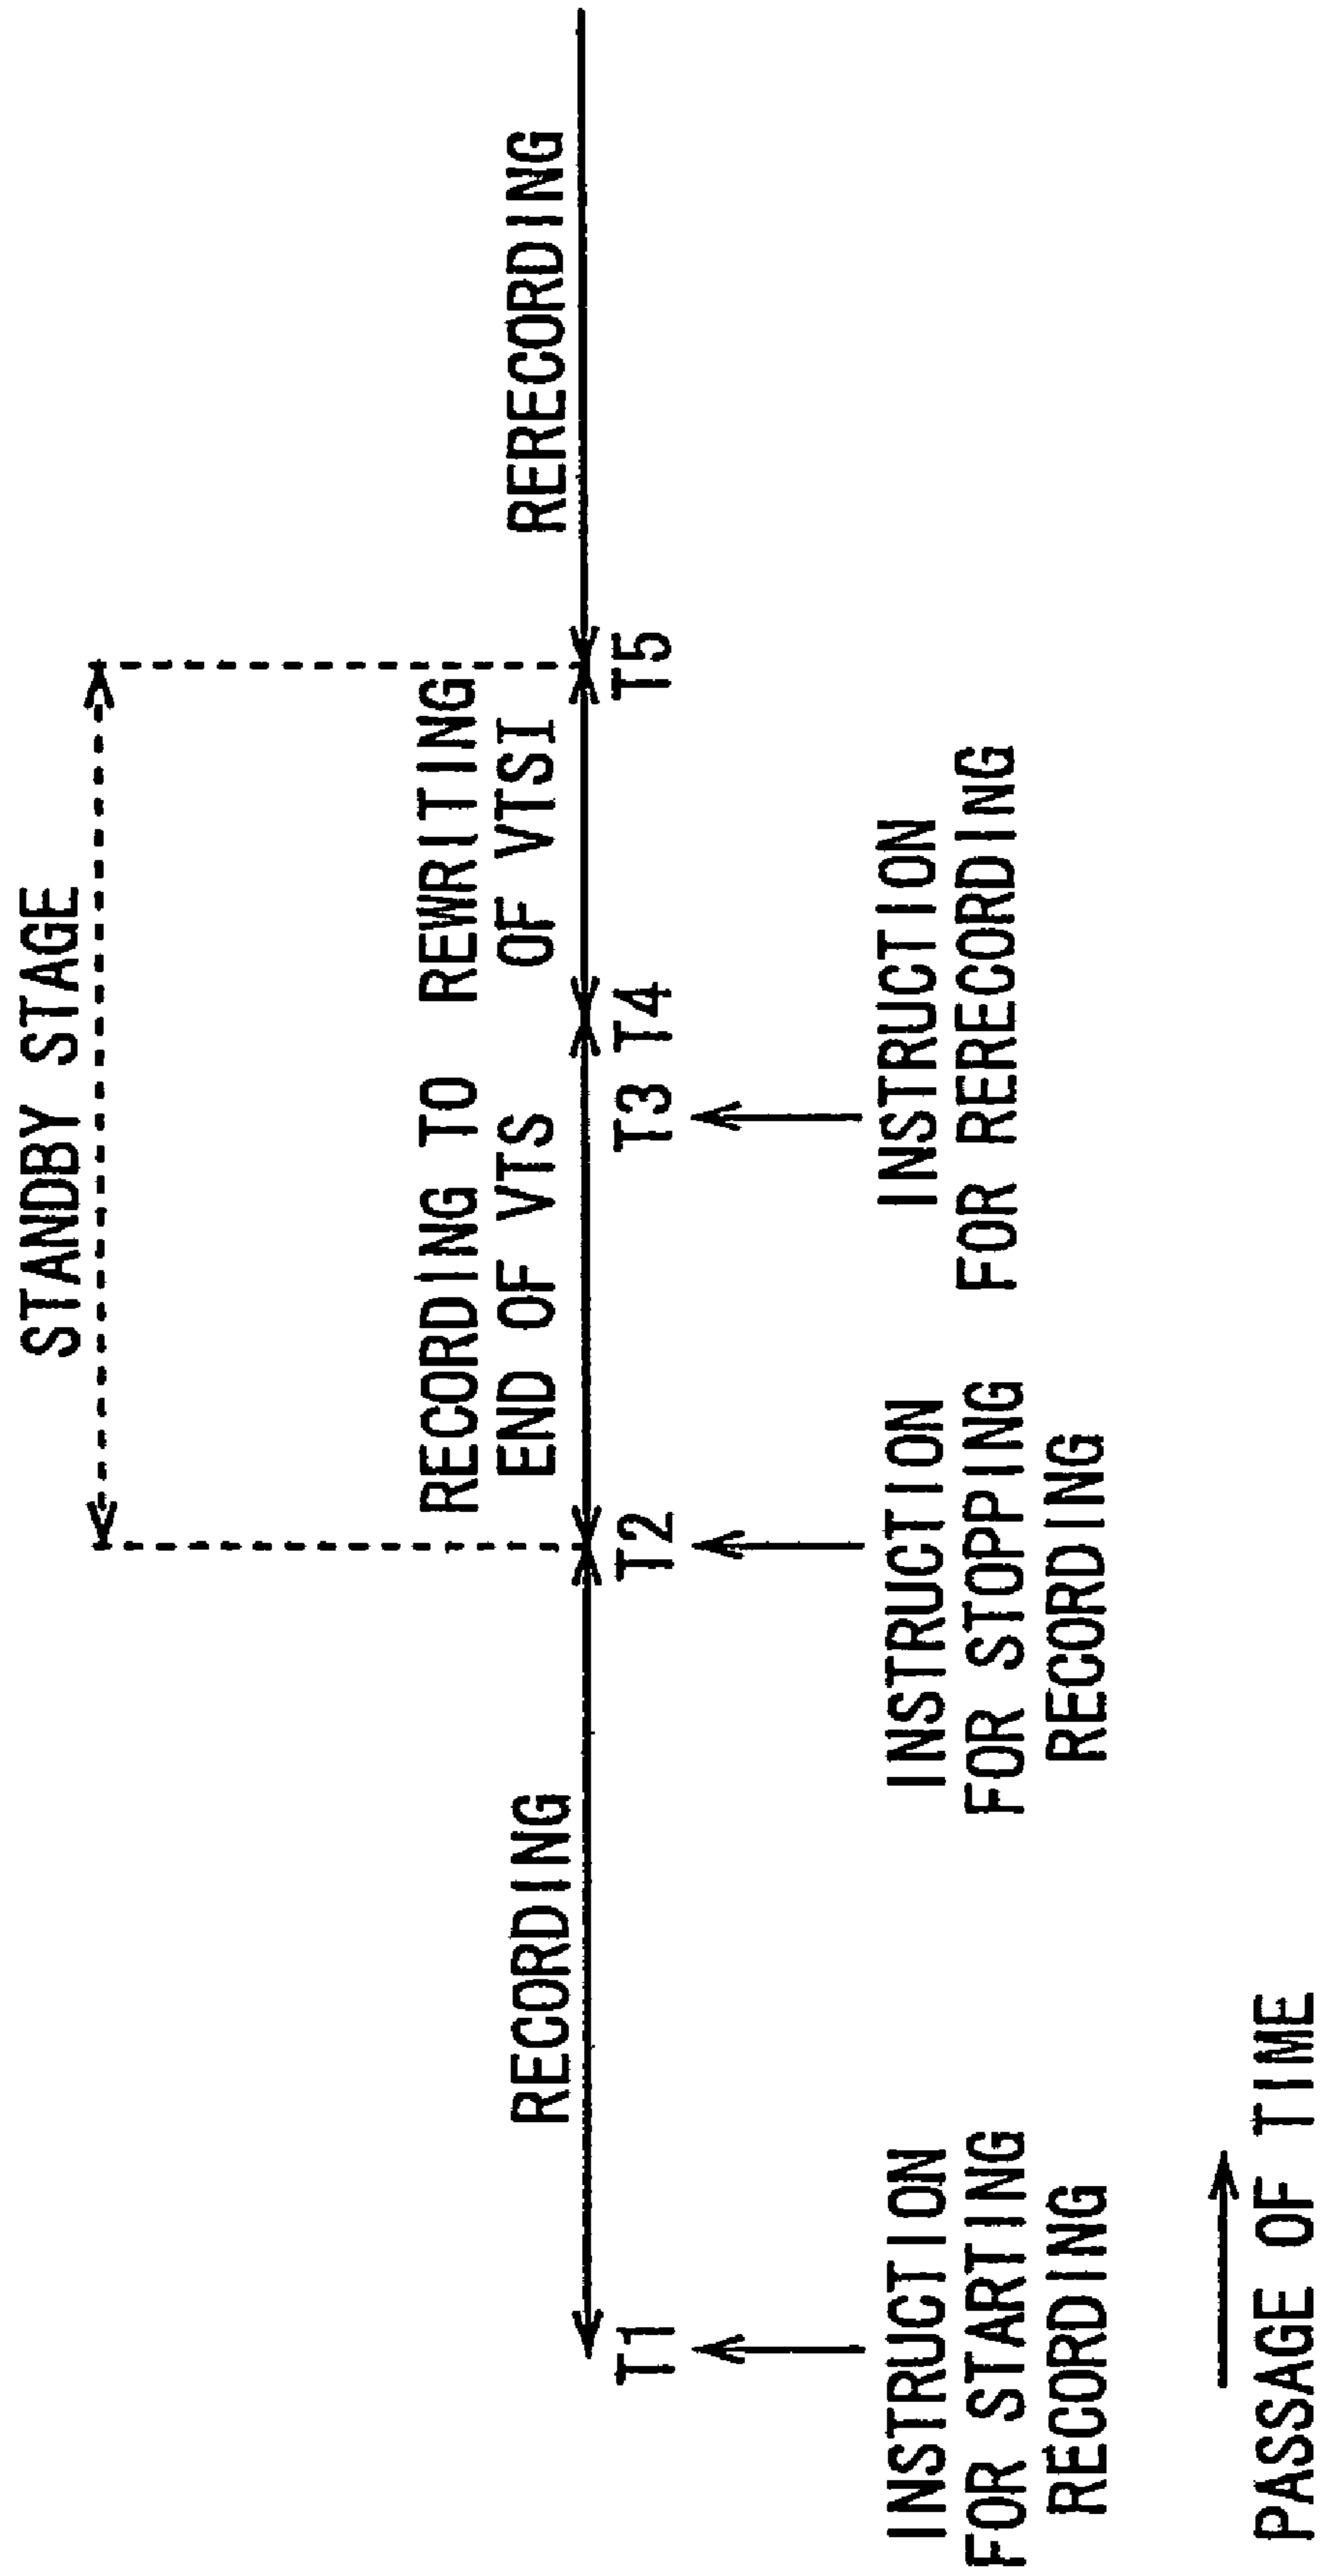 STANDBY STAGE
RECORDING TO
END OF VTS
REWRITING
OF VTSI
RECORDING
RERECORDING
T1
T2
T3
T4
T5
INSTRUCTION
FOR STARTING
RECORDING
INSTRUCTION
FOR STOPPING
RECORDING
INSTRUCTION
FOR RERECORDING
PASSAGE OF TIME